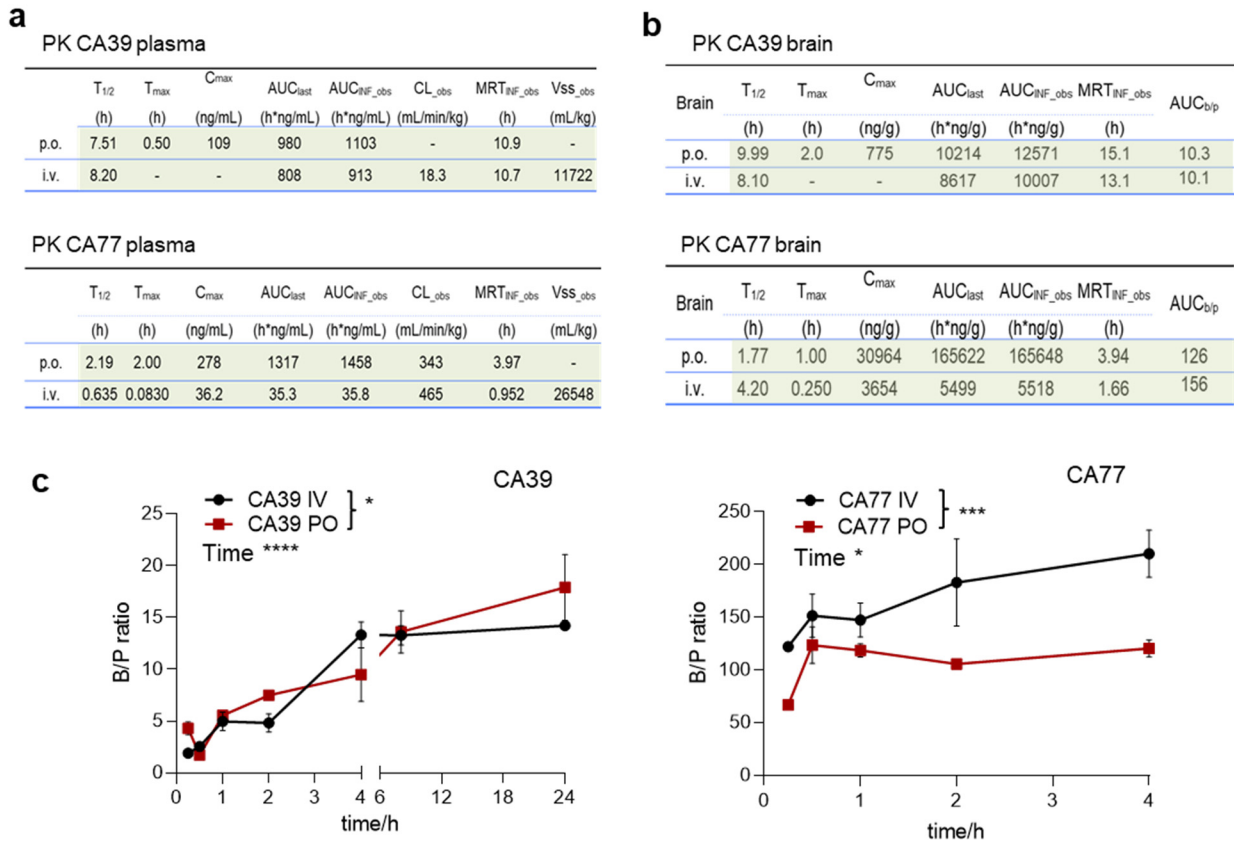 a
PK CA39 plasma
T1/2 Tmax Cmax AUClast AUCINF_obs CL_obs MRTINF_obs Vss_obs
(h) (h) (ng/mL) (h*ng/mL) (h*ng/mL) (mL/min/kg) (h) (mL/kg)
p.o. 7.51 0.50 109 980 1103 - 10.9 -
i.v. 8.20 - - 808 913 18.3 10.7 11722
PK CA77 plasma
T1/2 Tmax Cmax AUClast AUCINF_obs CL_obs MRTINF_obs Vss_obs
(h) (h) (ng/mL) (h*ng/mL) (h*ng/mL) (mL/min/kg) (h) (mL/kg)
p.o. 2.19 2.00 278 1317 1458 343 3.97 -
i.v. 0.635 0.0830 36.2 35.3 35.8 465 0.952 26548
b
PK CA39 brain
Brain T1/2 Tmax Cmax AUClast AUCINF_obs MRTINF_obs AUCb/p
(h) (h) (ng/g) (h*ng/g) (h*ng/g) (h)
p.o. 9.99 2.0 775 10214 12571 15.1 10.3
i.v. 8.10 - - 8617 10007 13.1 10.1
PK CA77 brain
Brain T1/2 Tmax Cmax AUClast AUCINF_obs MRTINF_obs AUCb/p
(h) (h) (ng/g) (h*ng/g) (h*ng/g) (h)
p.o. 1.77 1.00 30964 165622 165648 3.94 126
i.v. 4.20 0.250 3654 5499 5518 1.66 156
c
CA39
CA39 IV
CA39 PO
*
Time ****
B/P ratio
25
20
15
10
5
0
0 1 2 3 4 6 12 18 24
time/h
CA77
CA77 IV
CA77 PO
***
Time *
B/P ratio
250
200
150
100
50
0
0 1 2 3 4
time/h